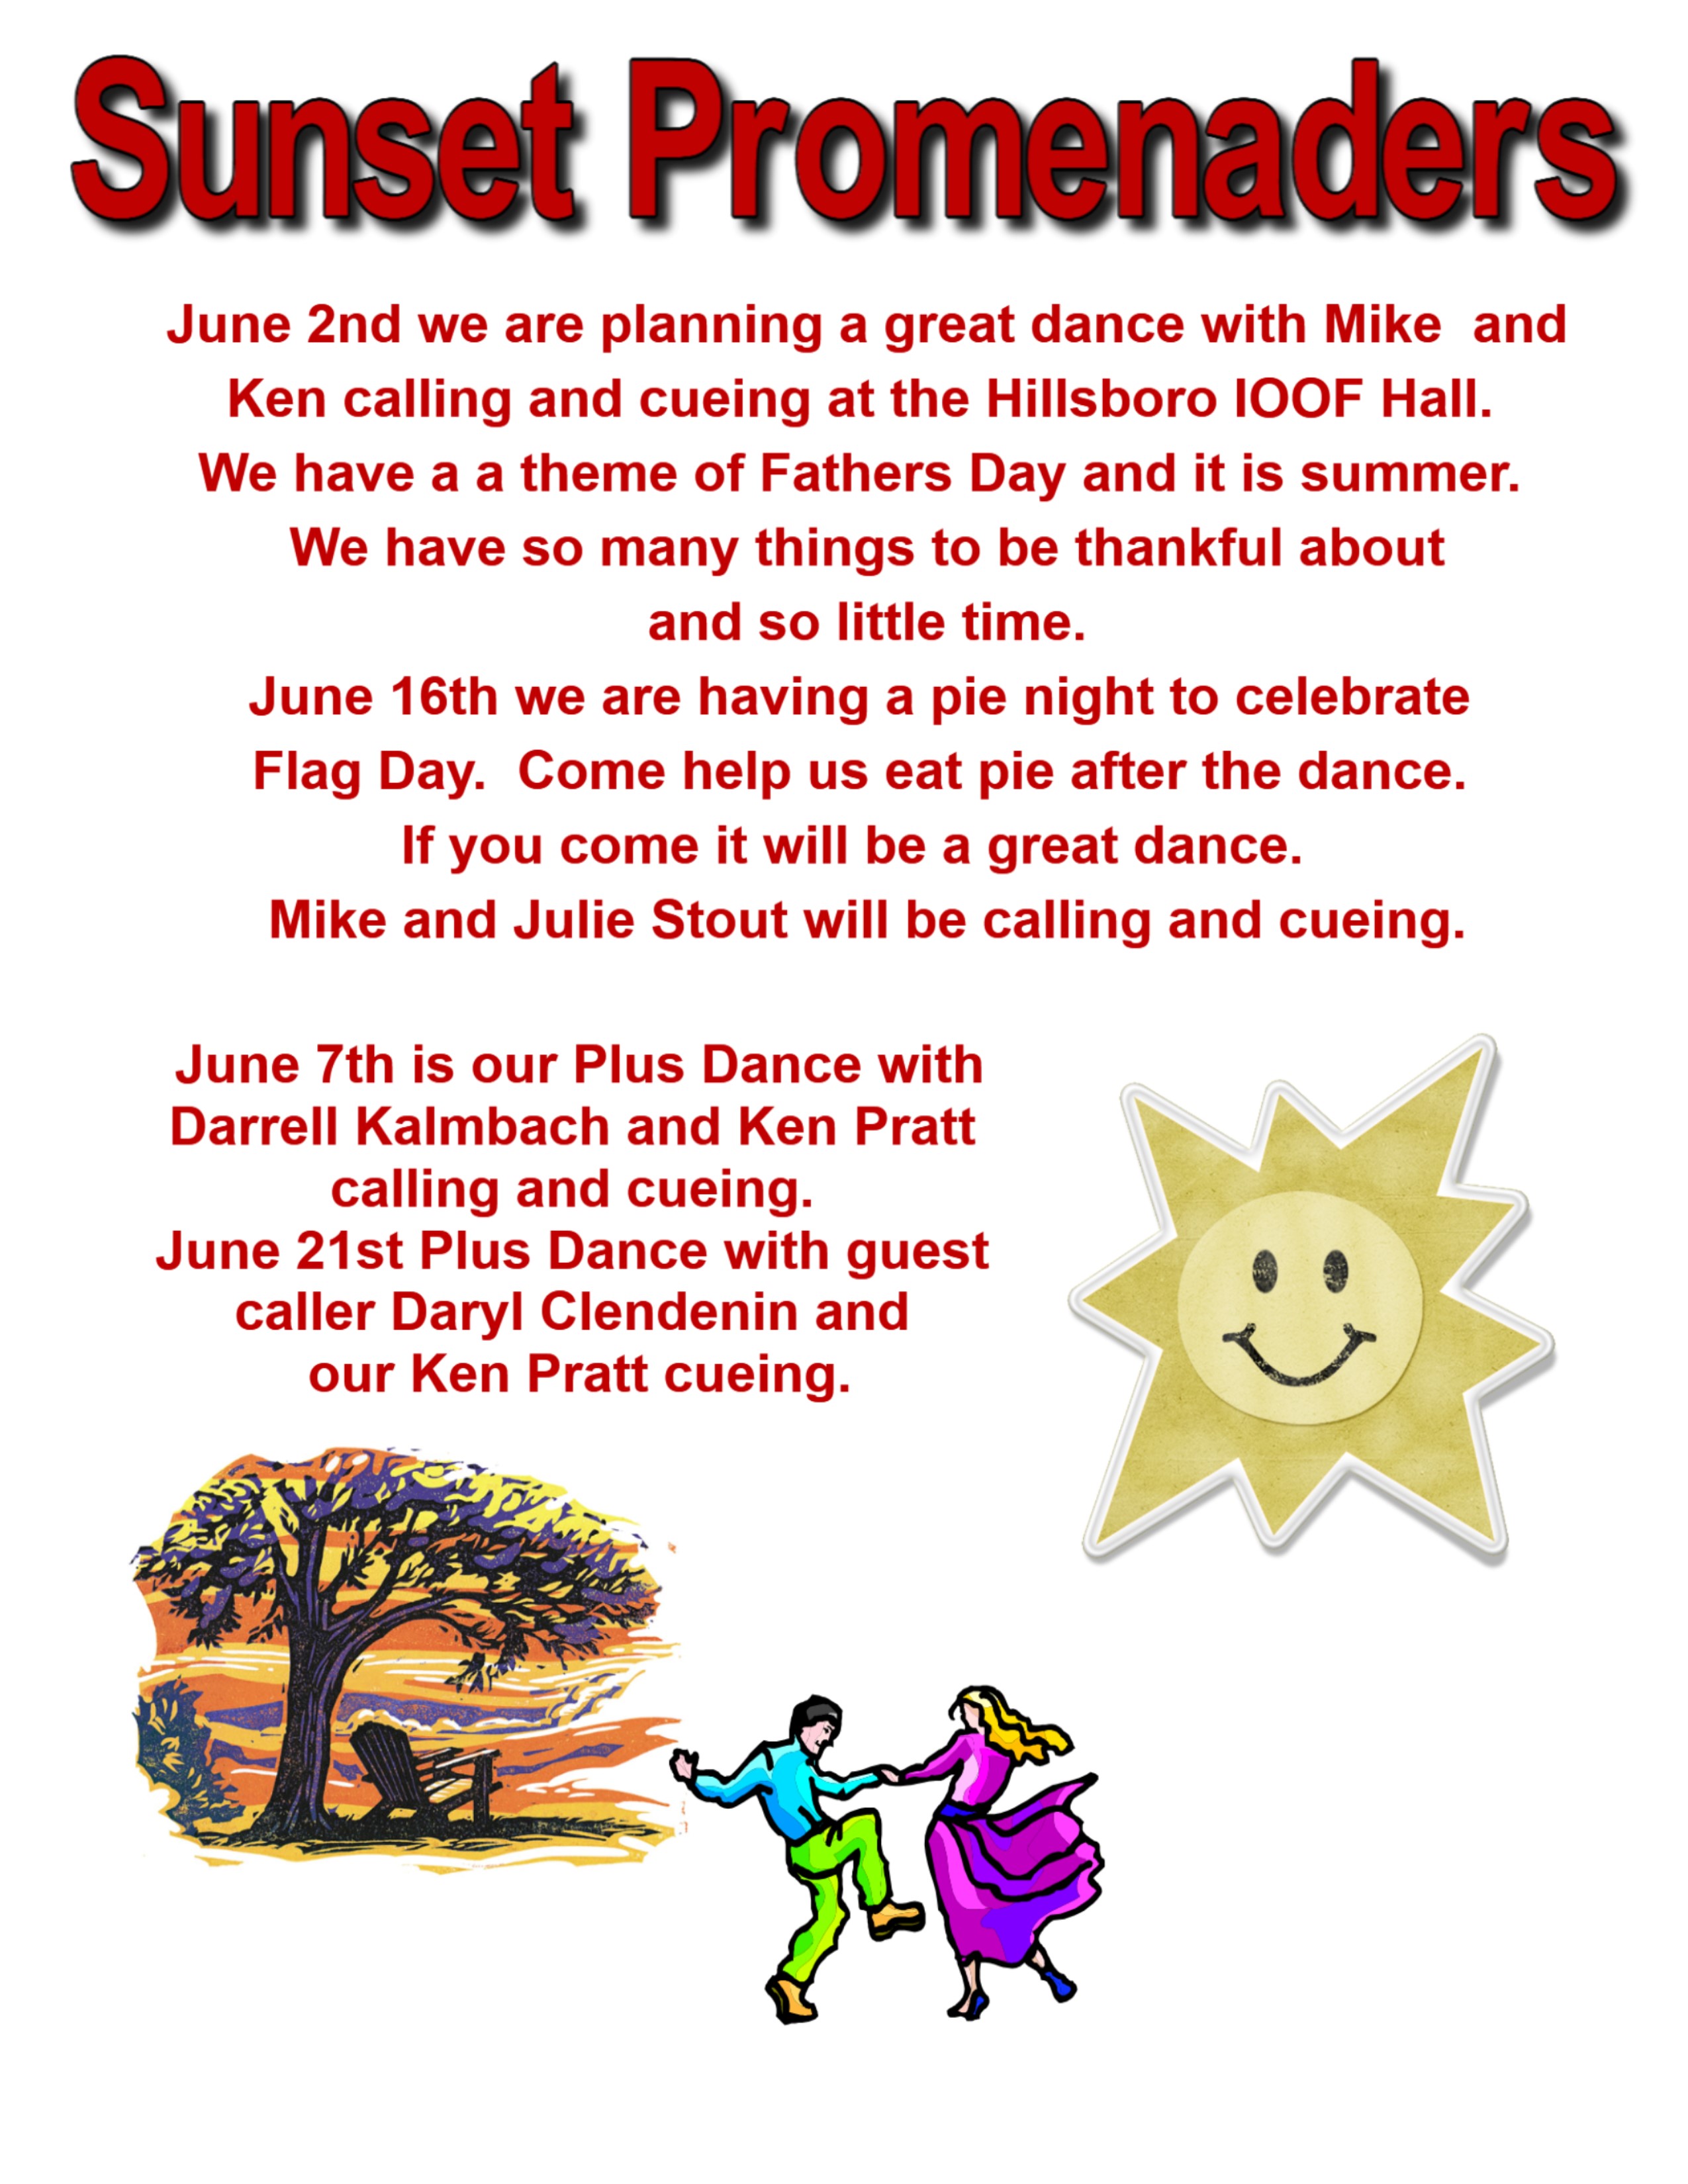 Sunset Promenaders
June 2nd we are planning a great dance with Mike  and
Ken calling and cueing at the Hillsboro IOOF Hall.
We have a a theme of Fathers Day and it is summer.
We have so many things to be thankful about
and so little time.
June 16th we are having a pie night to celebrate
Flag Day.  Come help us eat pie after the dance.
If you come it will be a great dance.
Mike and Julie Stout will be calling and cueing.
June 7th is our Plus Dance with
Darrell Kalmbach and Ken Pratt
calling and cueing.
June 21st Plus Dance with guest
caller Daryl Clendenin and
our Ken Pratt cueing.